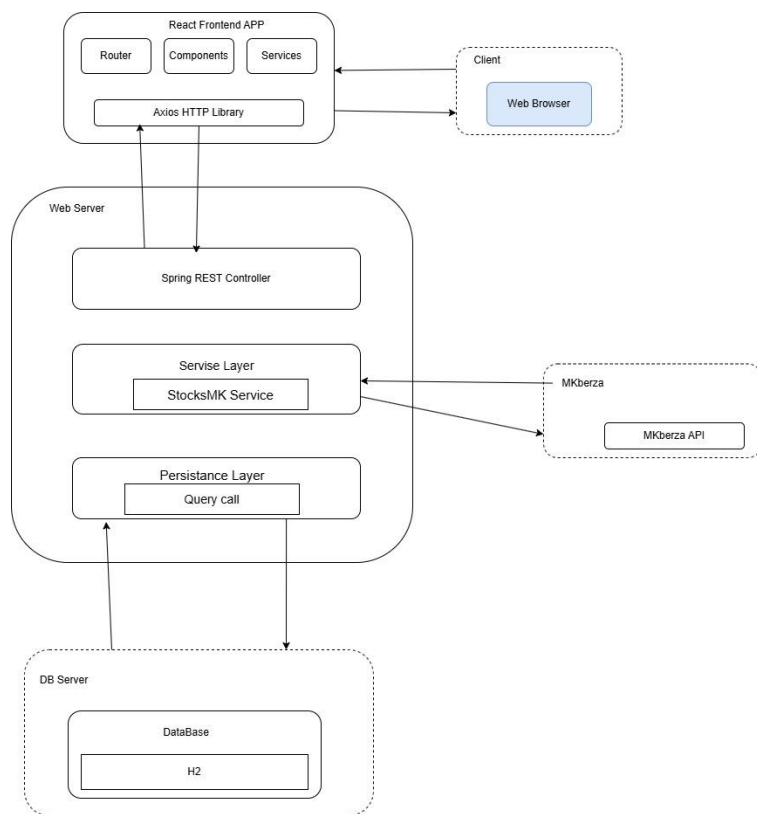 React Frontend APP
Router
Components
Services
Axios HTTP Library
Client
Web Browser
Web Server
Spring REST Controller
Servise Layer
StocksMK Service
MKberza
MKberza API
Persistance Layer
Query call
DB Server
DataBase
H2